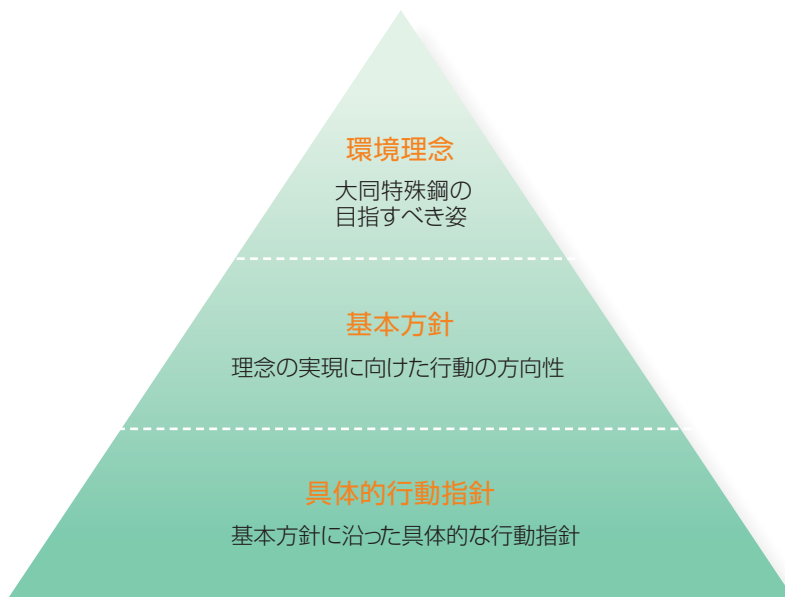 環境理念
大同特殊鋼の
目指すべき姿
基本方針
理念の実現に向けた行動の方向性
具体的行動指針
基本方針に沿った具体的な行動指針